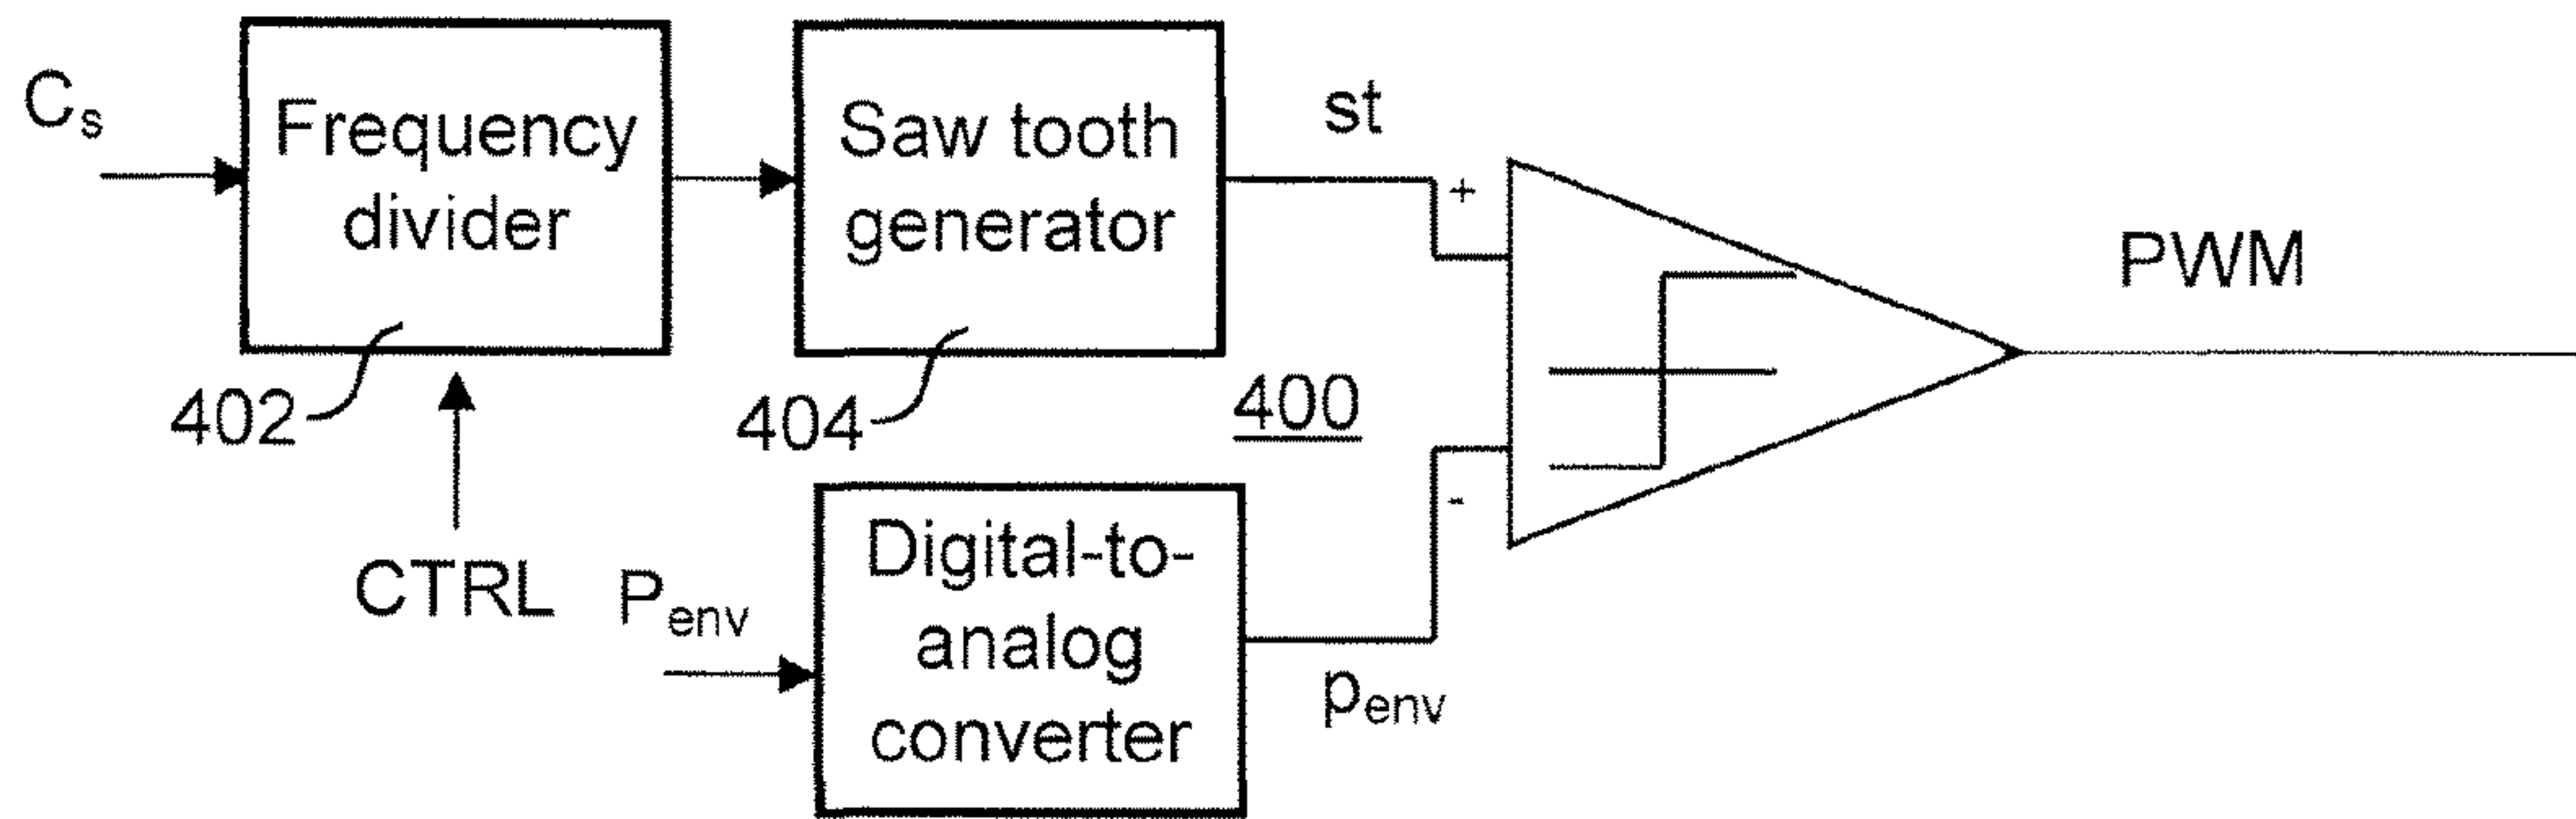 Cs
Frequency
divider
Saw tooth
generator
st
+
PWM
402
404
400
-
CTRL
Penv
Digital-to-
analog
converter
penv